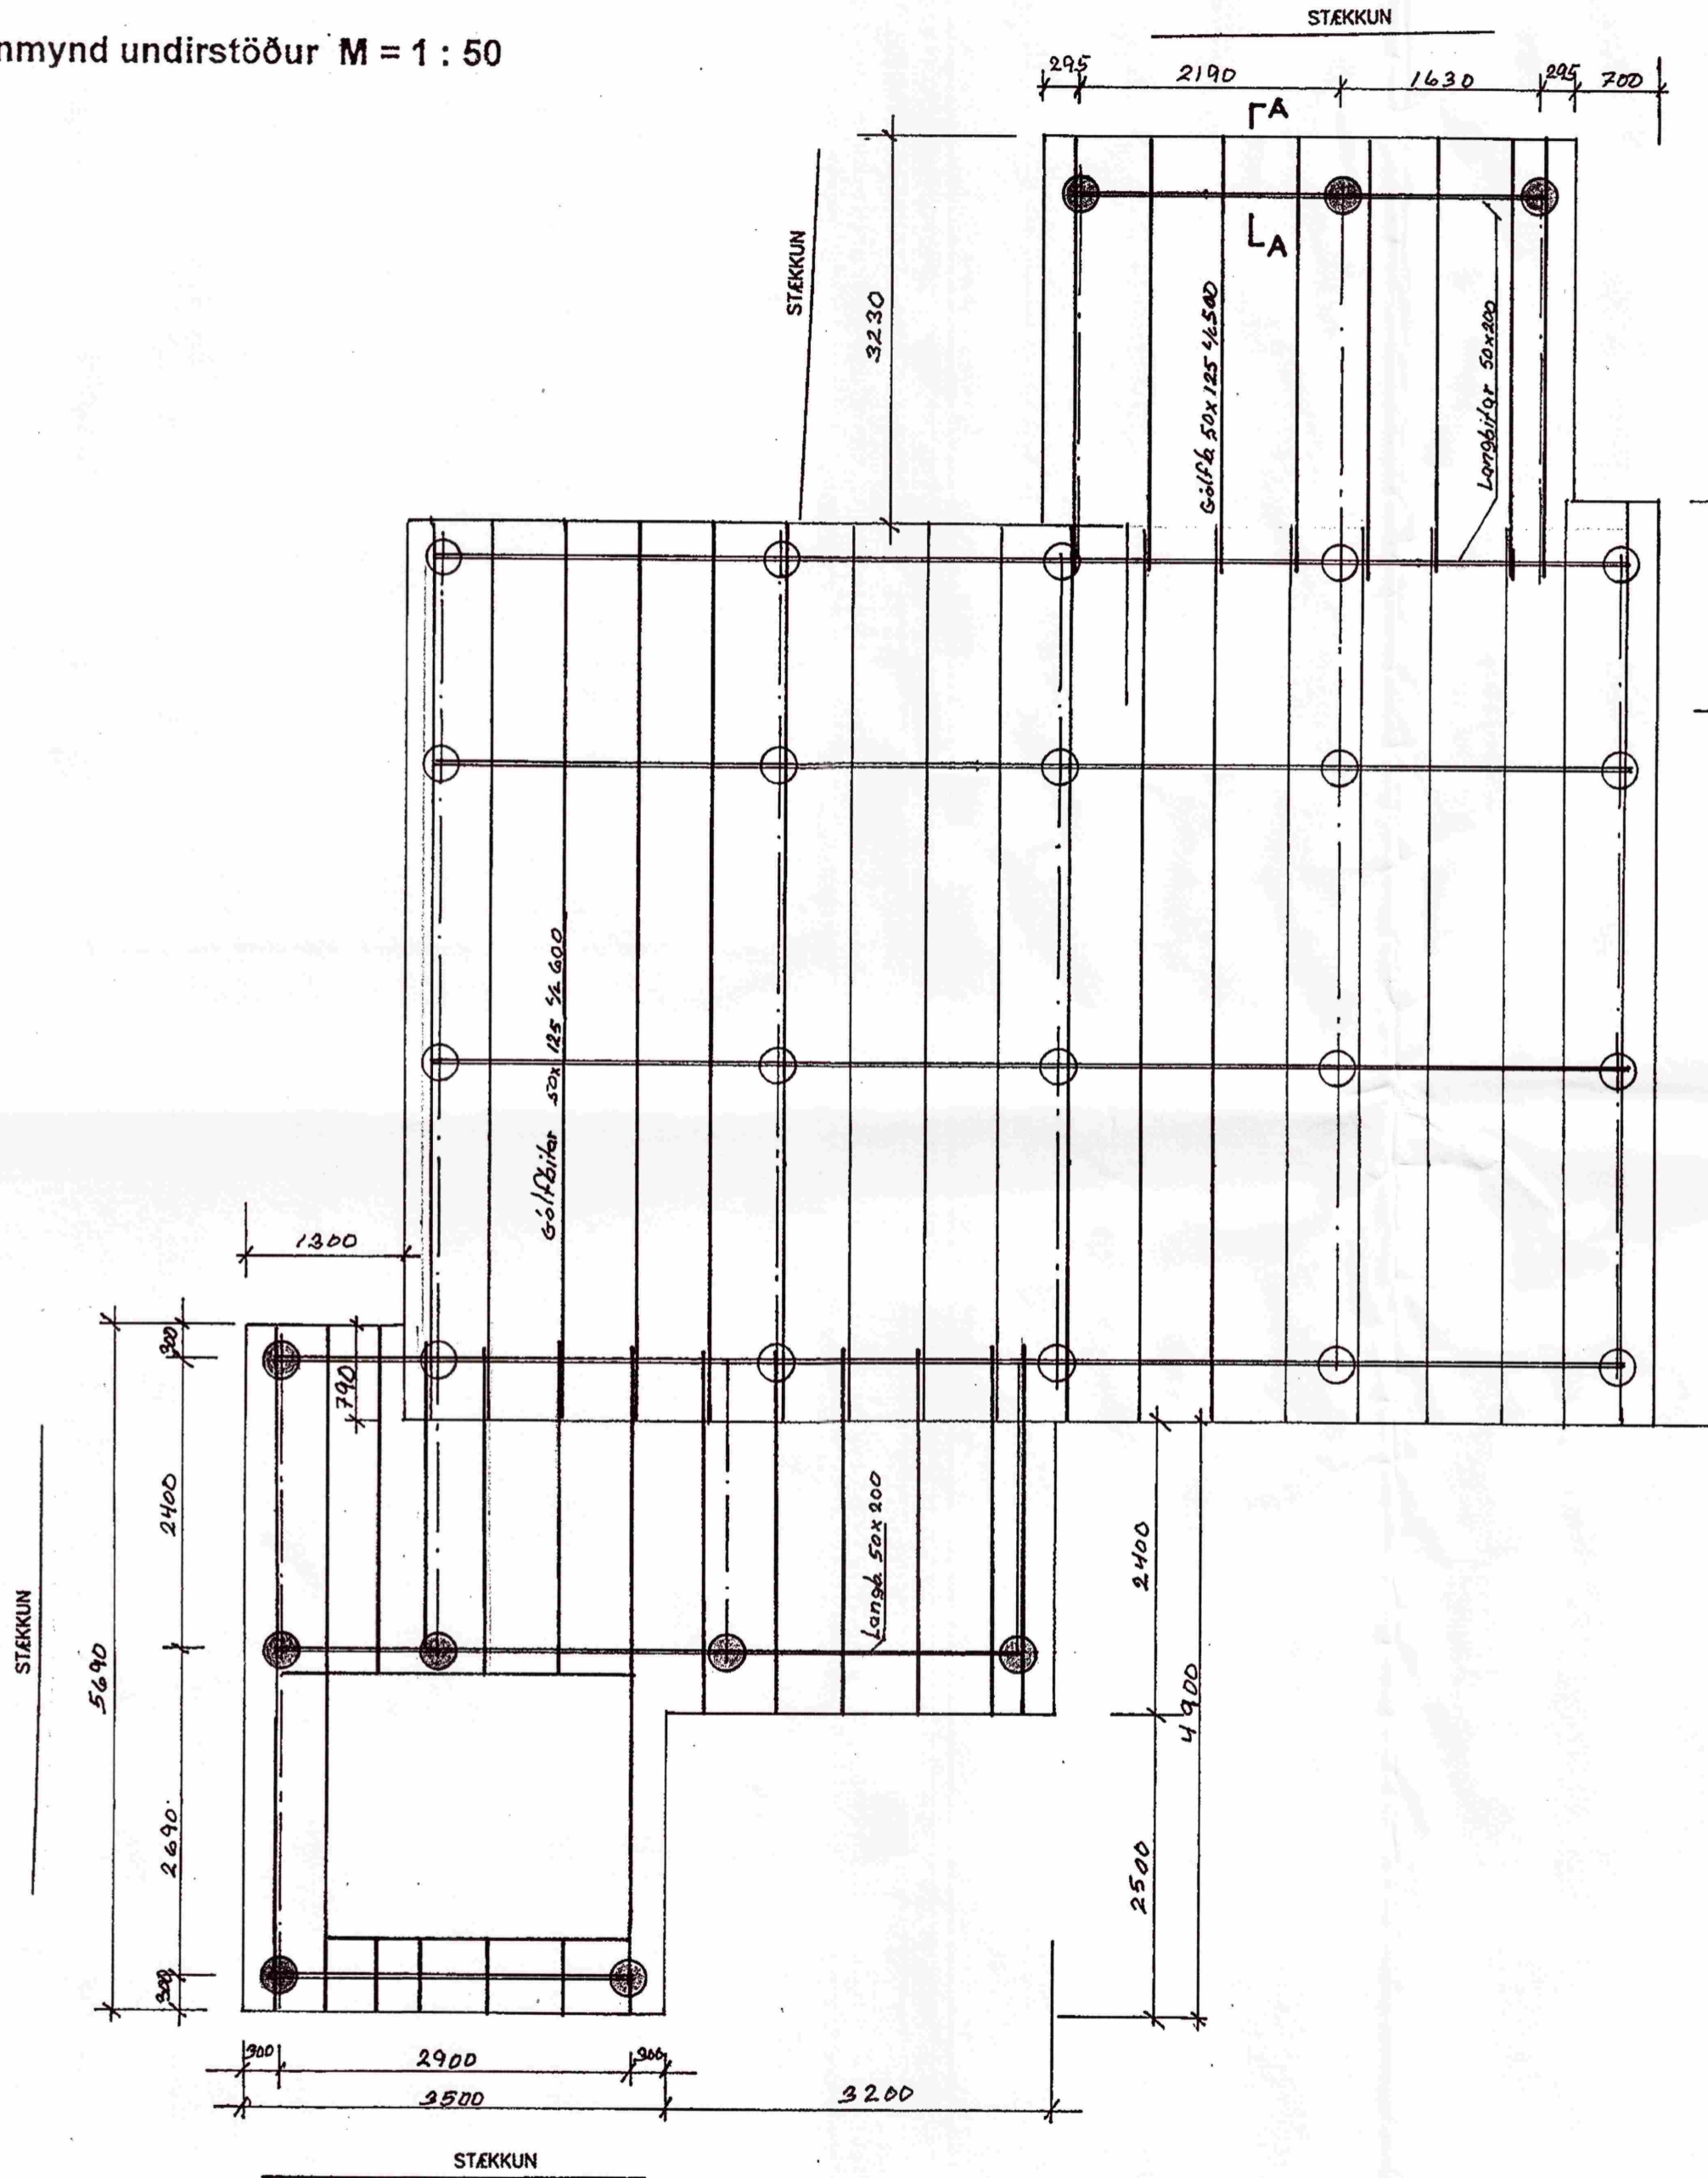 nmynd undirstöður M = 1 : 50
STÆKKUN
295 2190 1630 295 700
A
A
STÆKKUN
3230
Gólfb. 50x125 c/c 500
Langbitar 50x200
Gólfbitar 50x125 c/c 600
1300
300
790
2400
5690
2690
300
STÆKKUN
Langb. 50x200
2400
4900
2500
300 2900 300
3500 3200
STÆKKUN